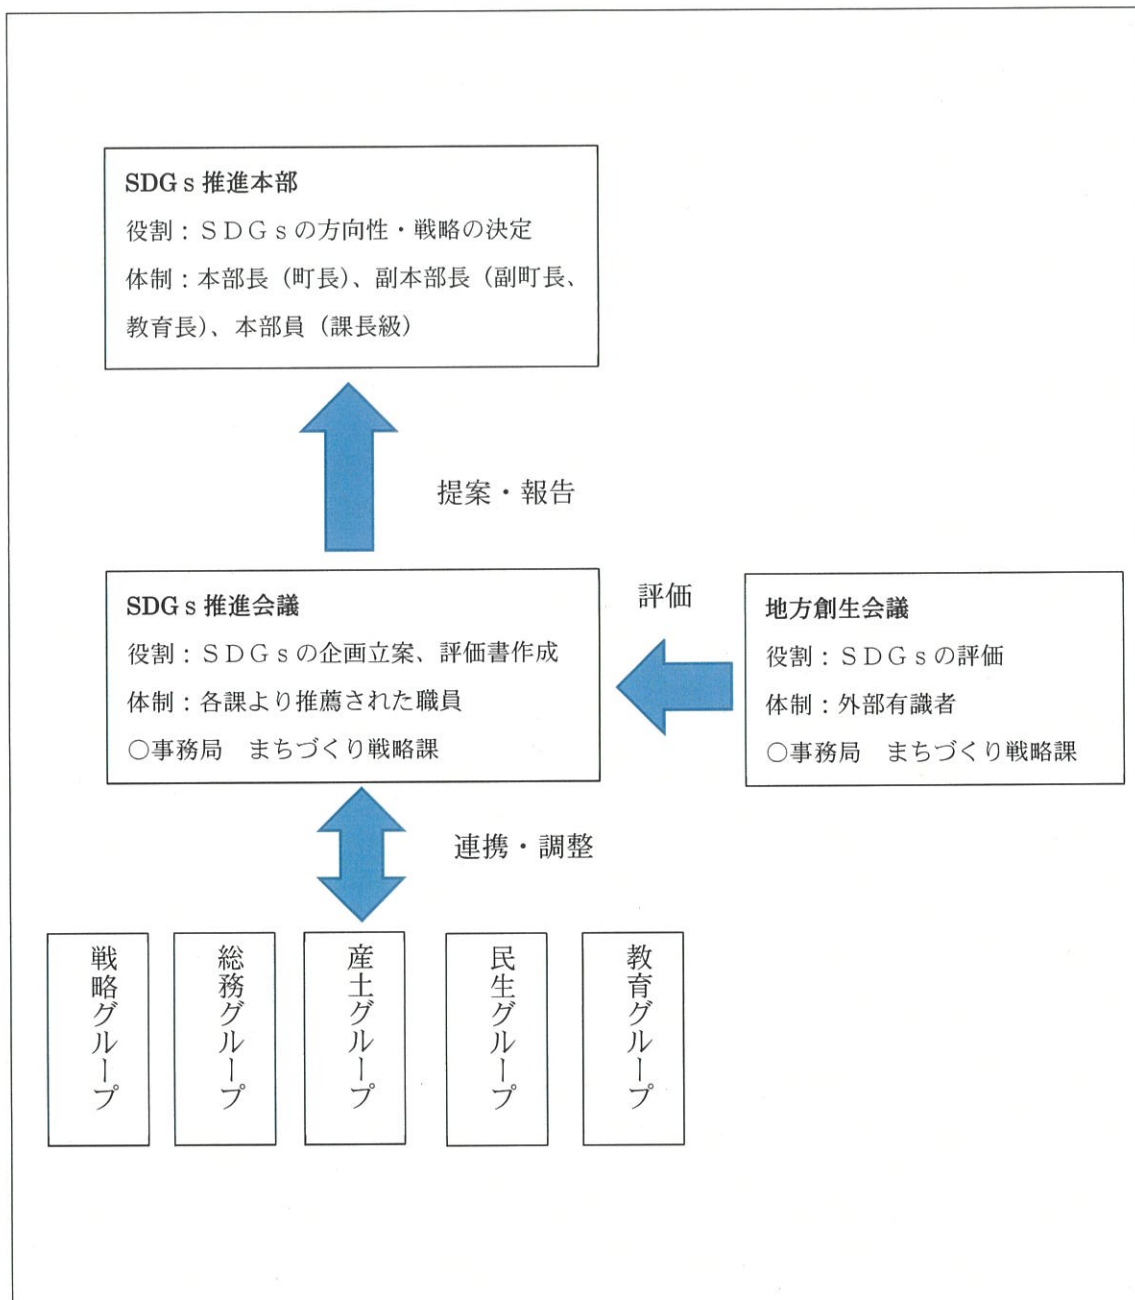 SDGs推進本部
役割：ＳＤＧｓの方向性・戦略の決定
体制：本部長（町長）、副本部長（副町長、
教育長）、本部員（課長級）
提案・報告
SDGs推進会議
役割：ＳＤＧｓの企画立案、評価書作成
体制：各課より推薦された職員
○事務局　まちづくり戦略課
評価
地方創生会議
役割：ＳＤＧｓの評価
体制：外部有識者
○事務局　まちづくり戦略課
連携・調整
戦略グループ
総務グループ
産土グループ
民生グループ
教育グループ